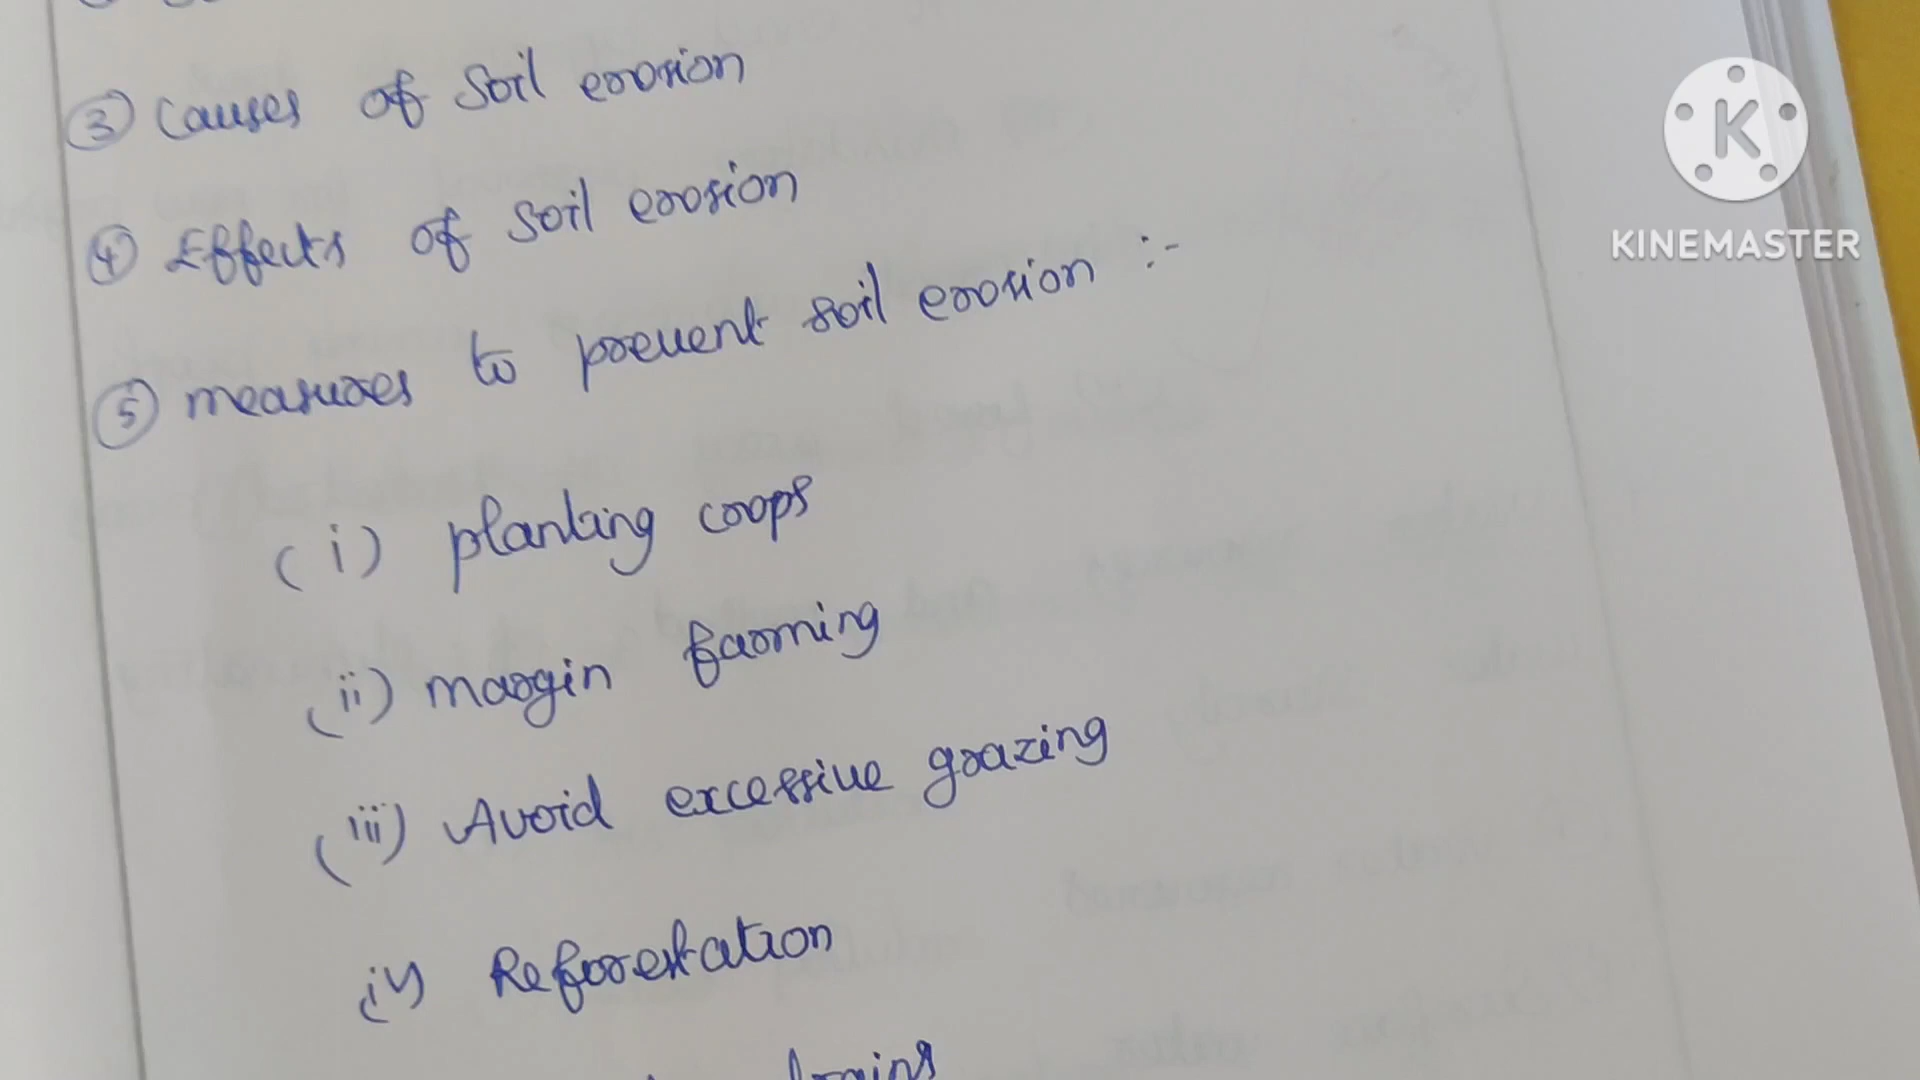 ③ Causes of Soil erosion
④ Effects of soil erosion
⑤ measures to prevent soil erosion :-
(i) planting crops
(ii) margin farming
(iii) Avoid excessive grazing
(iv) Reforestation
K
KINEMASTER